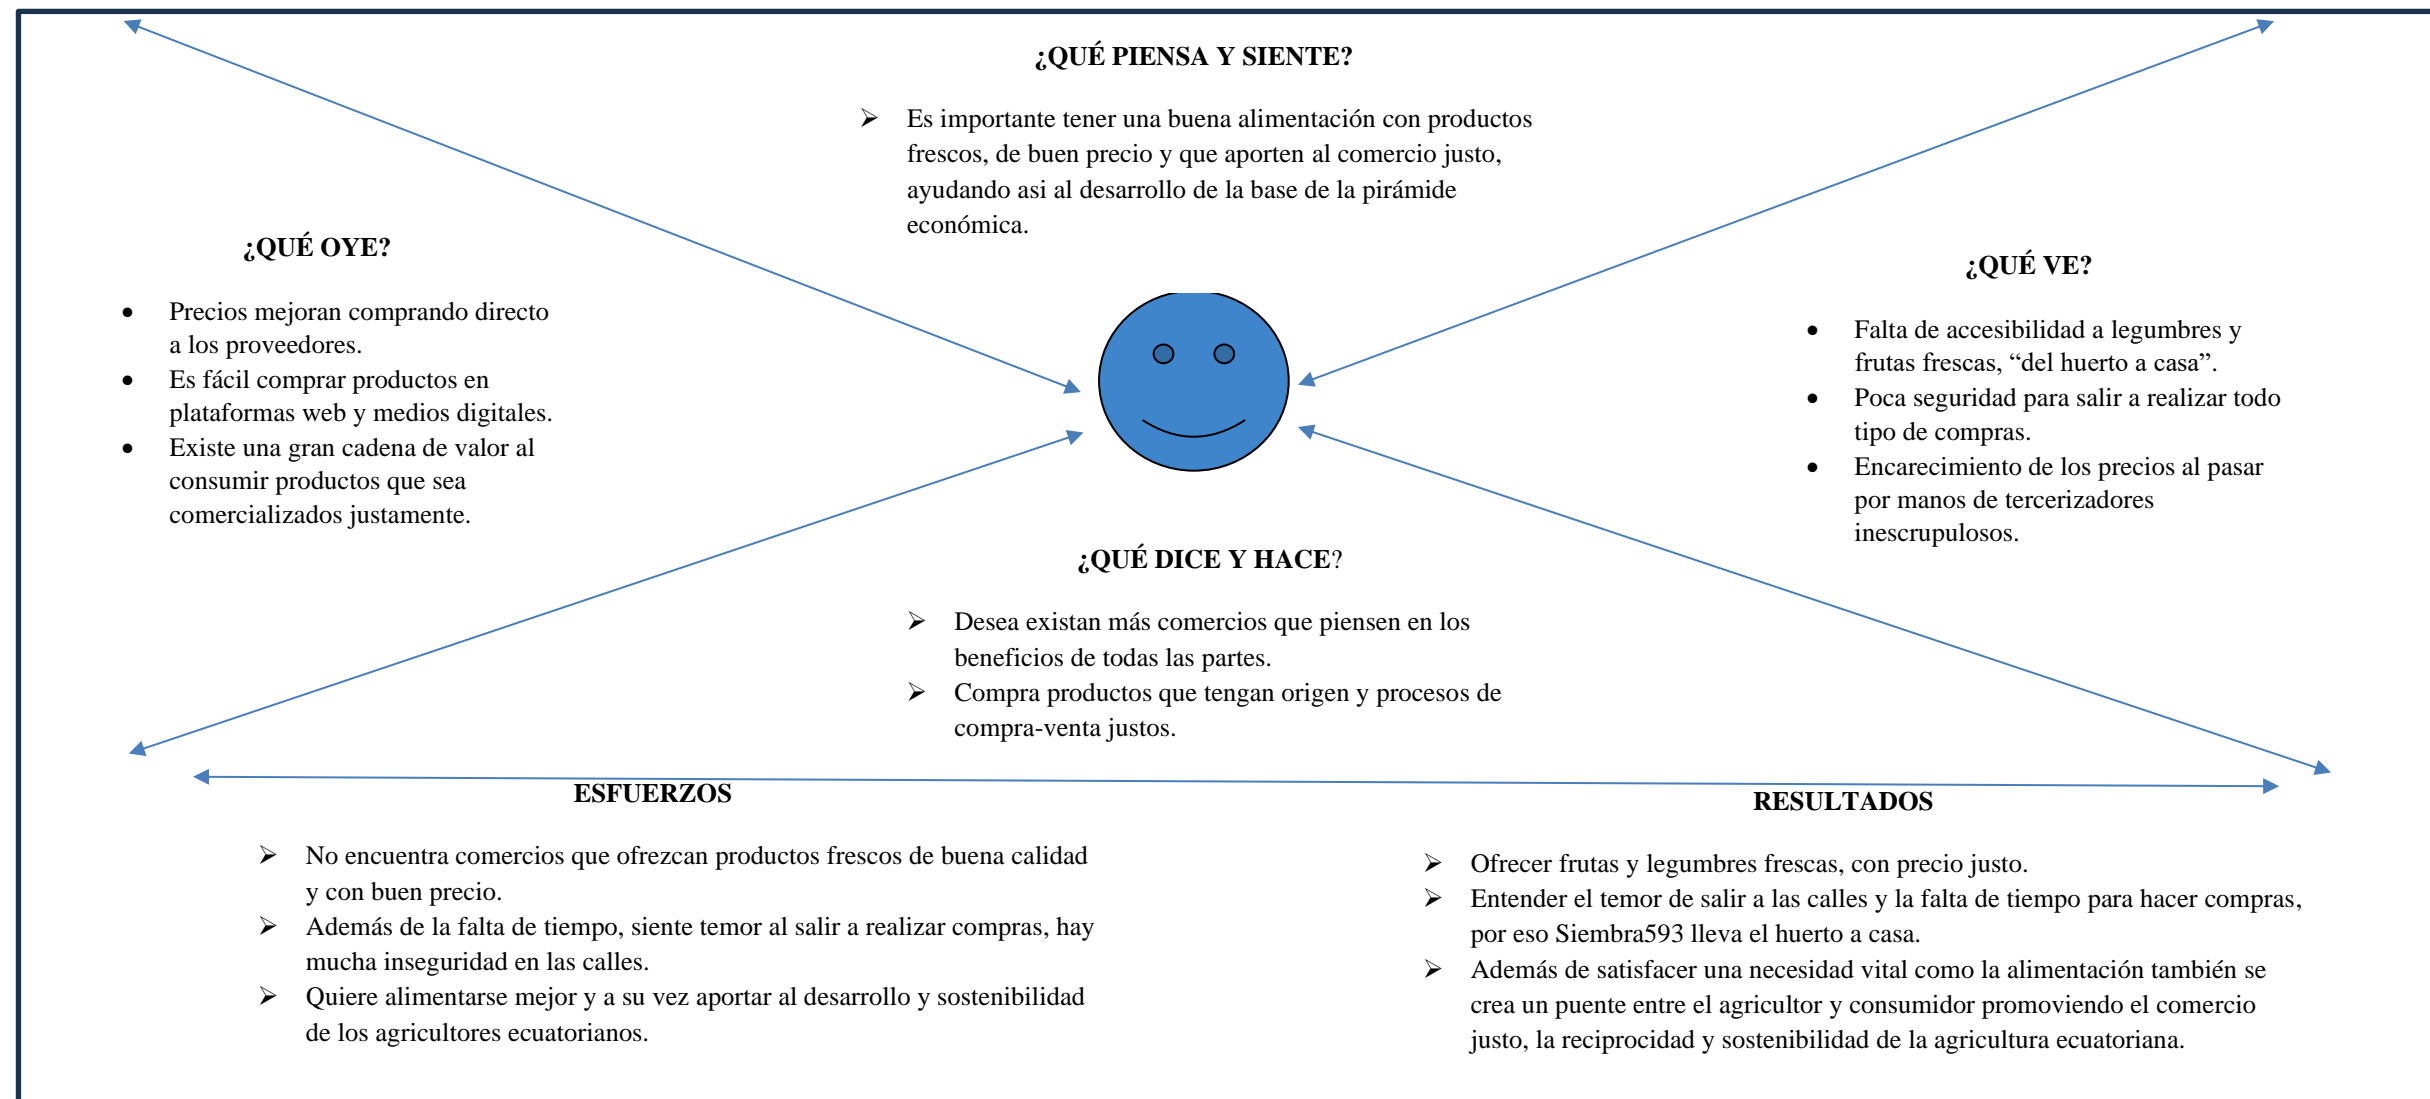 ¿QUÉ PIENSA Y SIENTE?
➢ Es importante tener una buena alimentación con productos
frescos, de buen precio y que aporten al comercio justo,
ayudando asi al desarrollo de la base de la pirámide
económica.
¿QUÉ OYE?
• Precios mejoran comprando directo
a los proveedores.
• Es fácil comprar productos en
plataformas web y medios digitales.
• Existe una gran cadena de valor al
consumir productos que sea
comercializados justamente.
¿QUÉ VE?
• Falta de accesibilidad a legumbres y
frutas frescas, “del huerto a casa”.
• Poca seguridad para salir a realizar todo
tipo de compras.
• Encarecimiento de los precios al pasar
por manos de tercerizadores
inescrupulosos.
¿QUÉ DICE Y HACE?
➢ Desea existan más comercios que piensen en los
beneficios de todas las partes.
➢ Compra productos que tengan origen y procesos de
compra-venta justos.
ESFUERZOS
➢ No encuentra comercios que ofrezcan productos frescos de buena calidad
y con buen precio.
➢ Además de la falta de tiempo, siente temor al salir a realizar compras, hay
mucha inseguridad en las calles.
➢ Quiere alimentarse mejor y a su vez aportar al desarrollo y sostenibilidad
de los agricultores ecuatorianos.
RESULTADOS
➢ Ofrecer frutas y legumbres frescas, con precio justo.
➢ Entender el temor de salir a las calles y la falta de tiempo para hacer compras,
por eso Siembra593 lleva el huerto a casa.
➢ Además de satisfacer una necesidad vital como la alimentación también se
crea un puente entre el agricultor y consumidor promoviendo el comercio
justo, la reciprocidad y sostenibilidad de la agricultura ecuatoriana.